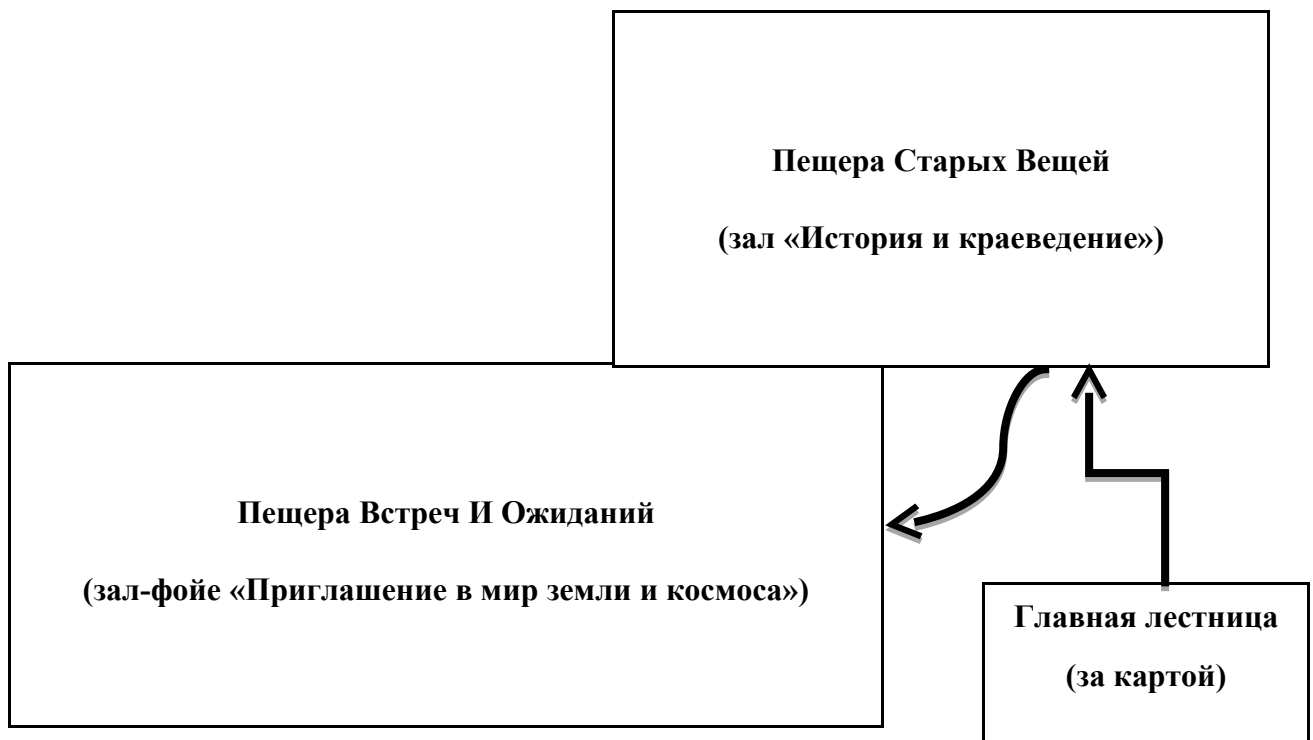 Пещера Старых Вещей
(зал «История и краеведение»)
Пещера Встреч И Ожиданий
(зал-фойе «Приглашение в мир земли и космоса»)
Главная лестница
(за картой)